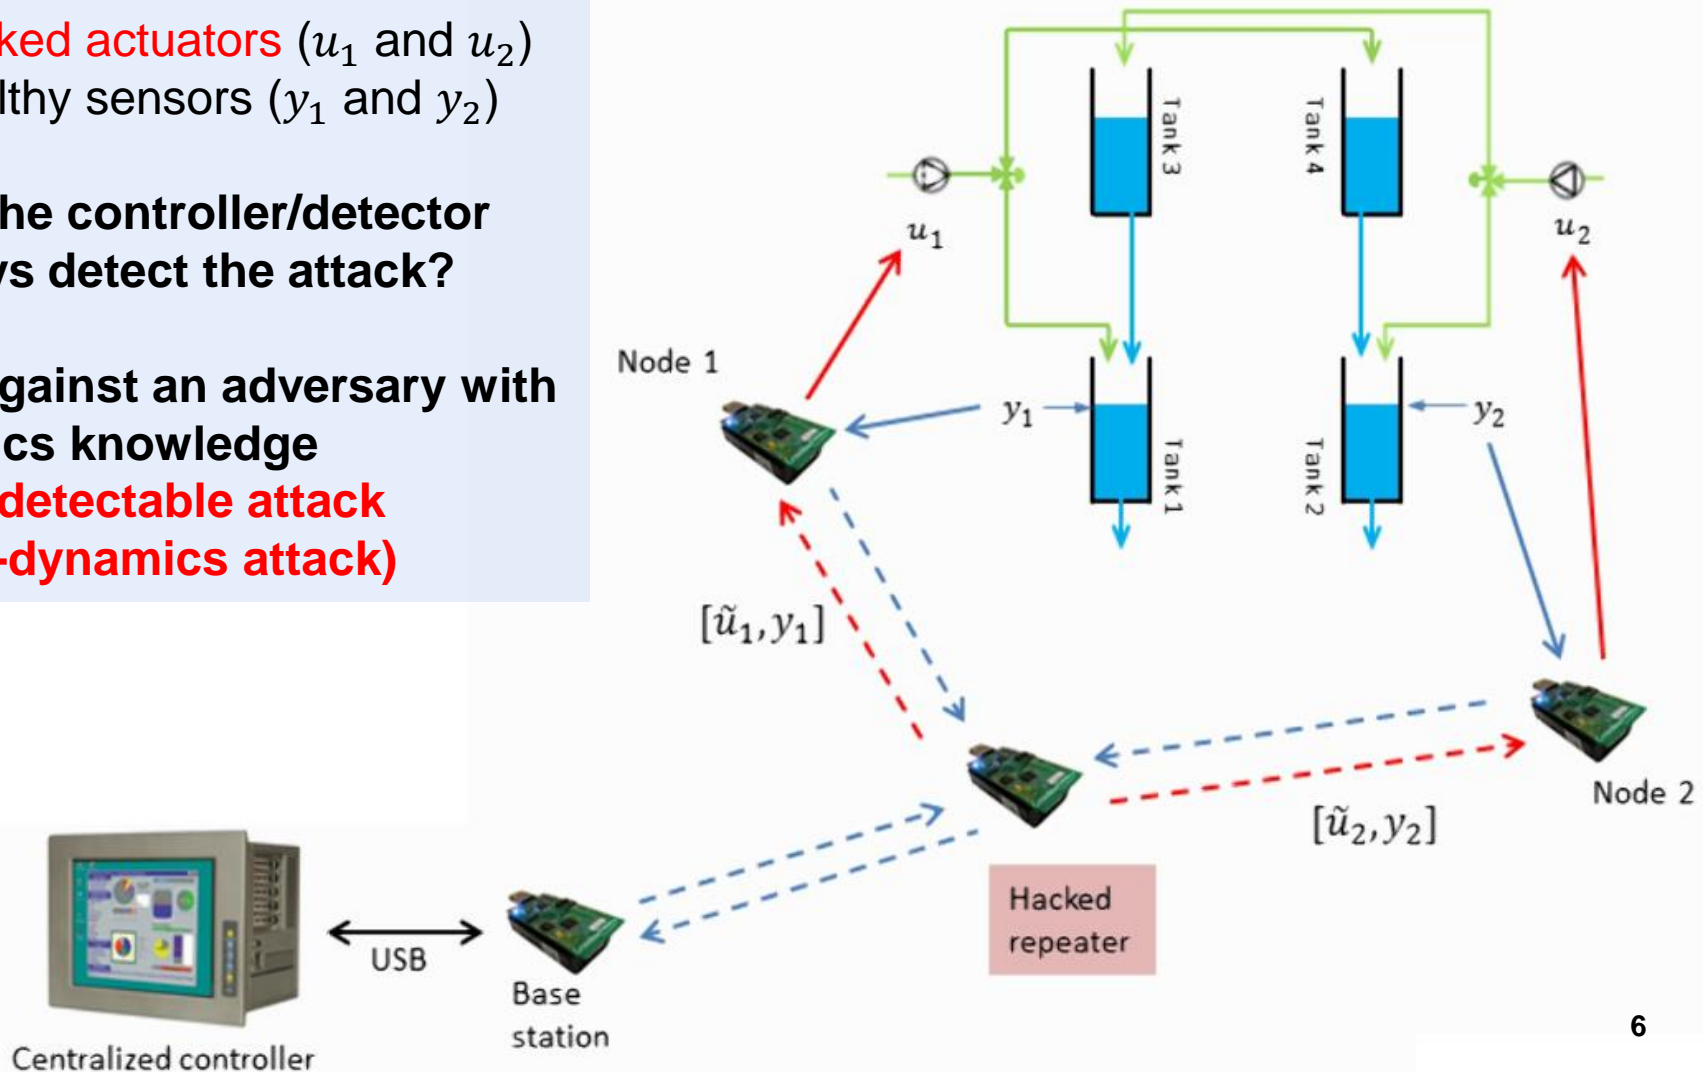 ked actuators (𝑢₁ and 𝑢₂)
lthy sensors (𝑦₁ and 𝑦₂)
he controller/detector
ys detect the attack?
gainst an adversary with
cs knowledge
detectable attack
-dynamics attack)
Tank 3
Tank 4
u₁
u₂
Node 1
y₁
y₂
Tank 1
Tank 2
[ũ₁, y₁]
Node 2
[ũ₂, y₂]
Hacked
repeater
USB
Base
station
Centralized controller
6